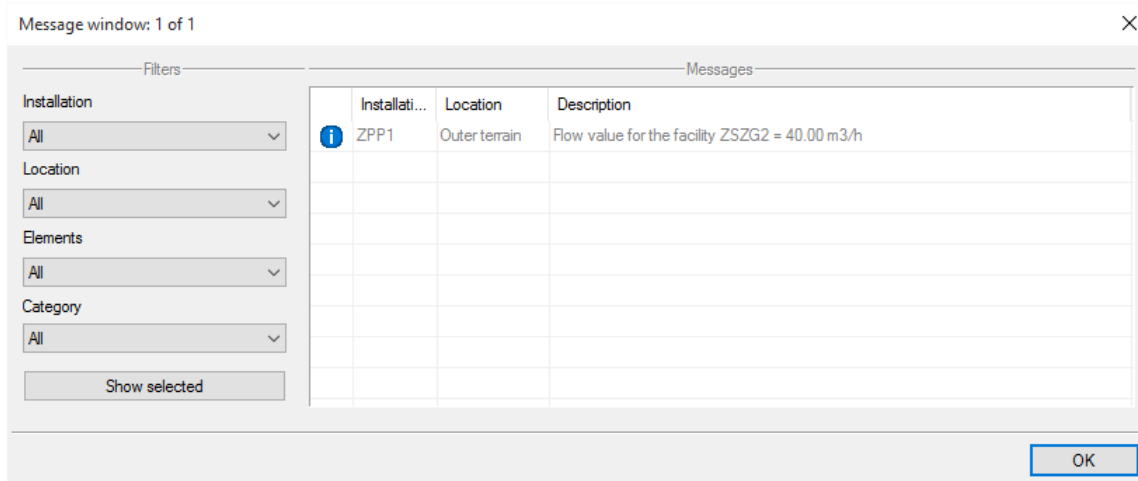 Message window: 1 of 1
Filters
Messages
Installation
All
Location
All
Elements
All
Category
All
Show selected
Installati... Location Description
ZPP1 Outer terrain Flow value for the facility ZSZG2 = 40.00 m3/h
OK